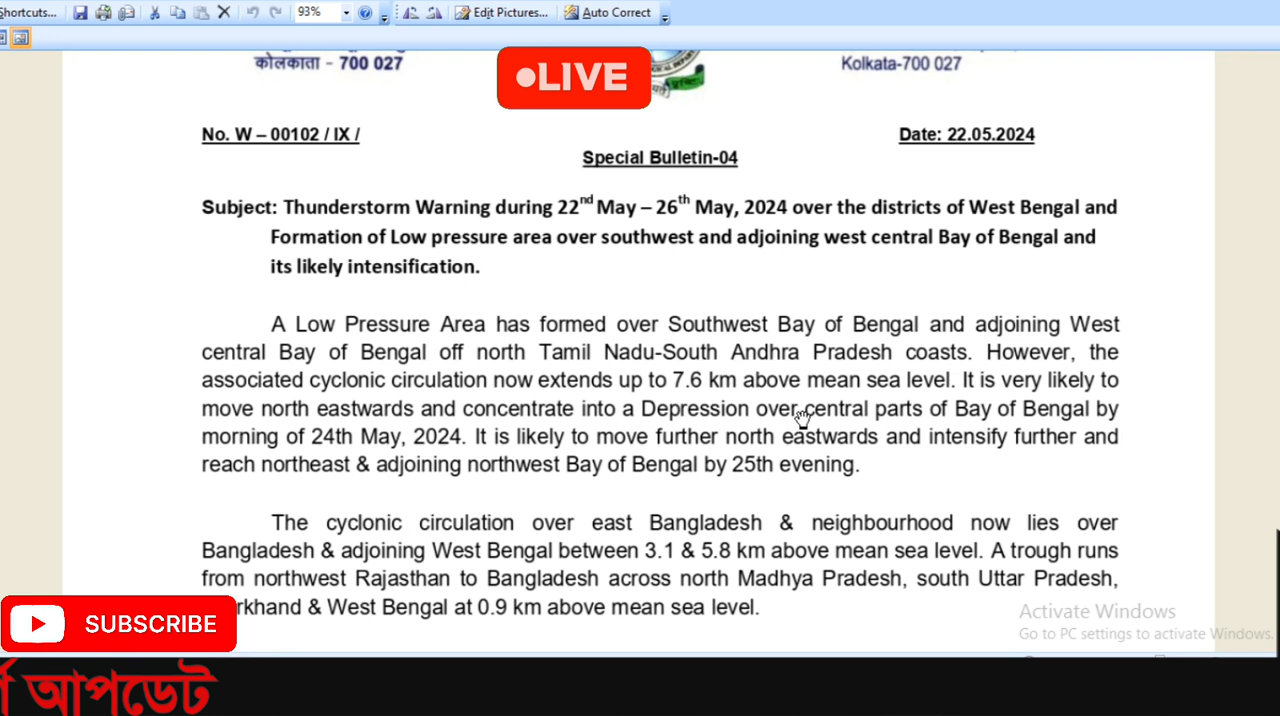 Shortcuts...
93%
Edit Pictures...
Auto Correct
कोलकाता - 700 027
LIVE
Kolkata-700 027
No. W – 00102 / IX /
Date: 22.05.2024
Special Bulletin-04
Subject: Thunderstorm Warning during 22nd May – 26th May, 2024 over the districts of West Bengal and
Formation of Low pressure area over southwest and adjoining west central Bay of Bengal and
its likely intensification.
A Low Pressure Area has formed over Southwest Bay of Bengal and adjoining West
central Bay of Bengal off north Tamil Nadu-South Andhra Pradesh coasts. However, the
associated cyclonic circulation now extends up to 7.6 km above mean sea level. It is very likely to
move north eastwards and concentrate into a Depression over central parts of Bay of Bengal by
morning of 24th May, 2024. It is likely to move further north eastwards and intensify further and
reach northeast & adjoining northwest Bay of Bengal by 25th evening.
The cyclonic circulation over east Bangladesh & neighbourhood now lies over
Bangladesh & adjoining West Bengal between 3.1 & 5.8 km above mean sea level. A trough runs
from northwest Rajasthan to Bangladesh across north Madhya Pradesh, south Uttar Pradesh,
rkhand & West Bengal at 0.9 km above mean sea level.
SUBSCRIBE
Activate Windows
Go to PC settings to activate Windows.
আপডেট